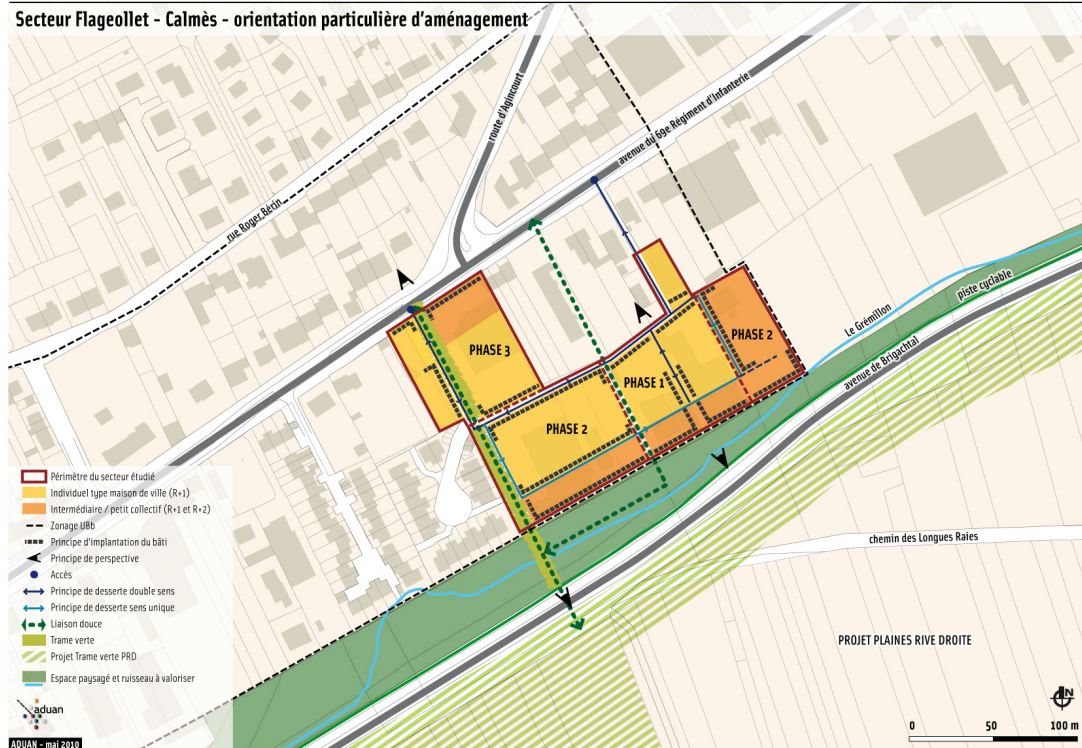 Secteur Flageollet - Calmès - orientation particulière d'aménagement
route d'Agincourt
avenue du 69e Régiment d'Infanterie
rue Roger Bérin
PHASE 3
PHASE 2
PHASE 1
PHASE 2
Le Grémillon
piste cyclable
avenue de Brigachtal
chemin des Longues Raies
PROJET PLAINES RIVE DROITE
Périmètre du secteur étudié
Individuel type maison de ville (R+1)
Intermédiaire / petit collectif (R+1 et R+2)
Zonage UBb
Principe d'implantation du bâti
Principe de perspective
Accès
Principe de desserte double sens
Principe de desserte sens unique
Liaison douce
Trame verte
Projet Trame verte PRD
Espace paysagé et ruisseau à valoriser
aduan
ADUAN - mai 2010
N
0 50 100 m